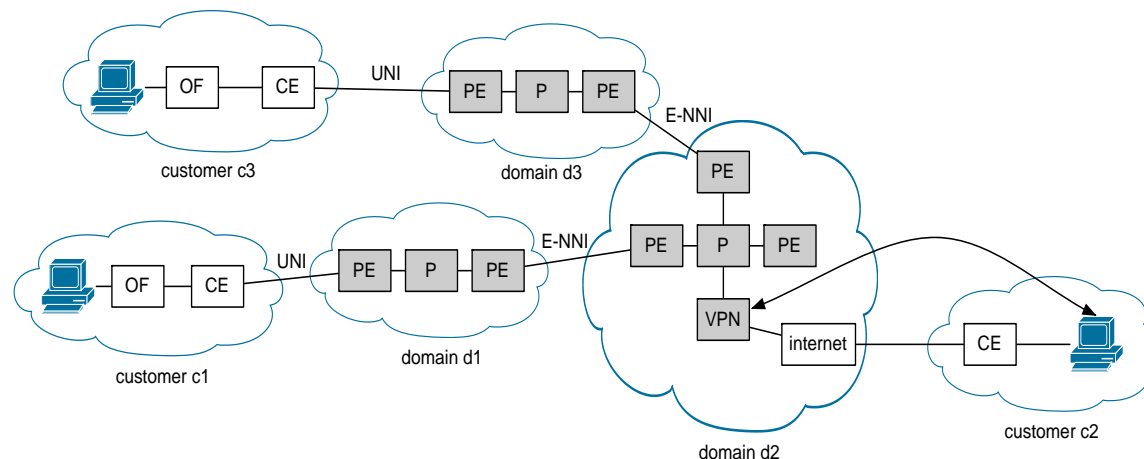 OF
CE
UNI
PE
P
PE
E-NNI
customer c3
domain d3
PE
PE
P
PE
VPN
internet
domain d2
OF
CE
UNI
PE
P
PE
E-NNI
customer c1
domain d1
CE
customer c2